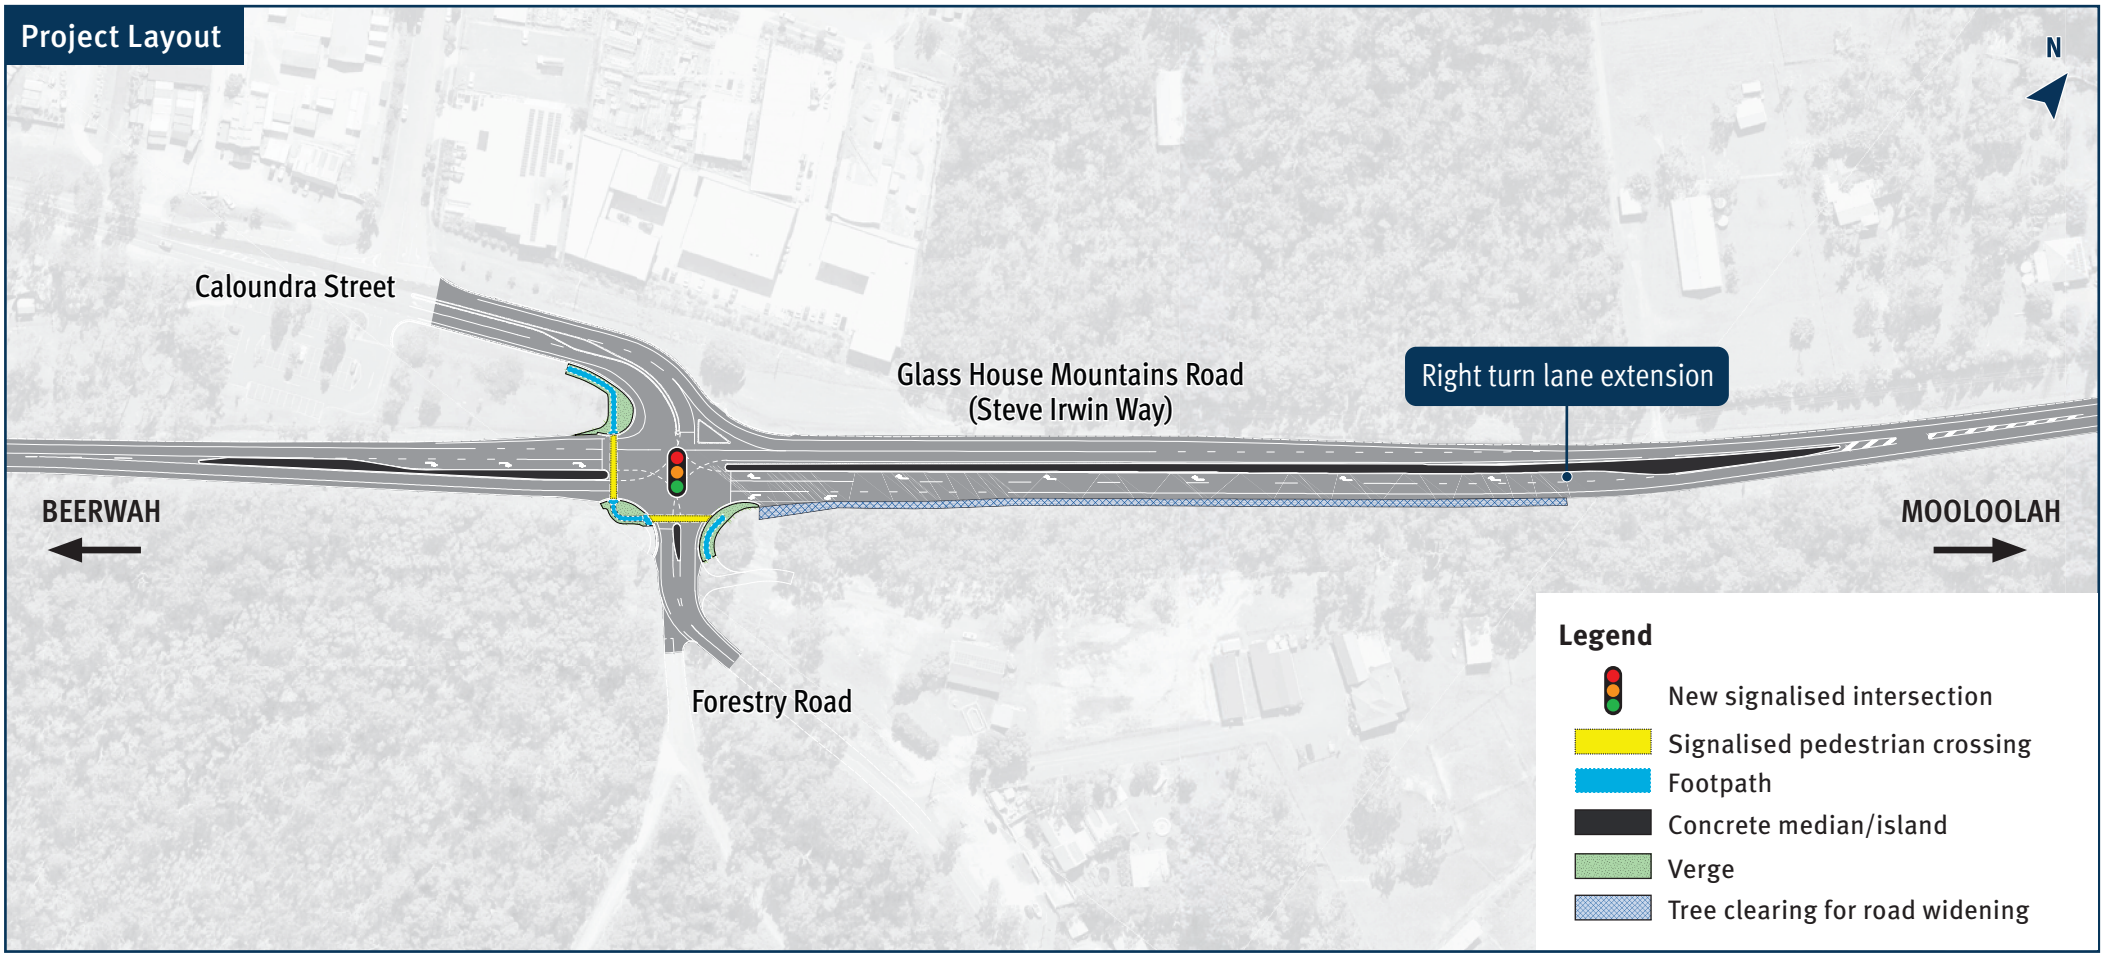 Project Layout
N
Caloundra Street
Glass House Mountains Road
(Steve Irwin Way)
Right turn lane extension
BEERWAH
MOOLOOLAH
Forestry Road
Legend
New signalised intersection
Signalised pedestrian crossing
Footpath
Concrete median/island
Verge
Tree clearing for road widening